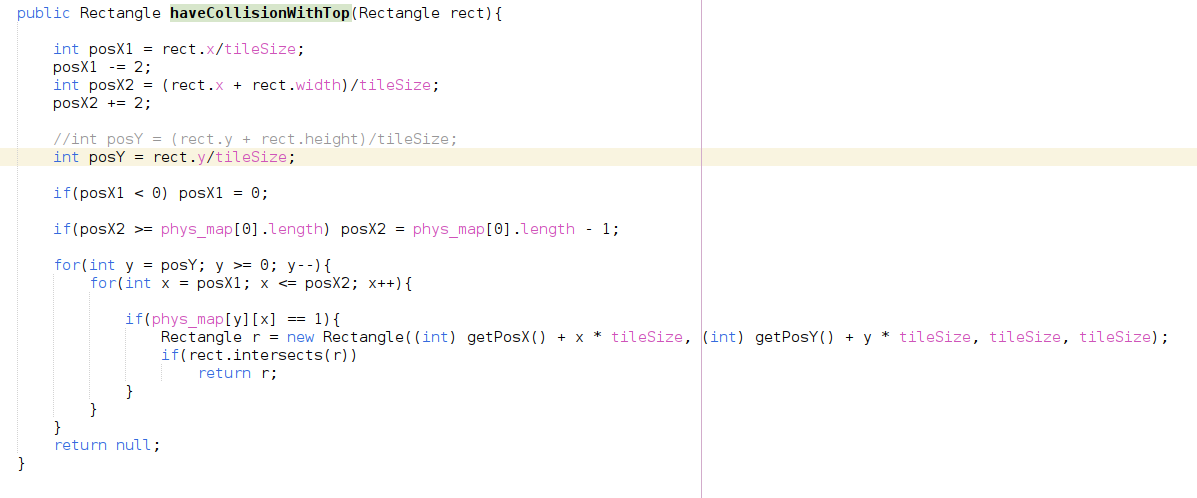 public Rectangle haveCollisionWithTop(Rectangle rect){
int posX1 = rect.x/tileSize;
posX1 -= 2;
int posX2 = (rect.x + rect.width)/tileSize;
posX2 += 2;
//int posY = (rect.y + rect.height)/tileSize;
int posY = rect.y/tileSize;
if(posX1 < 0) posX1 = 0;
if(posX2 >= phys_map[0].length) posX2 = phys_map[0].length - 1;
for(int y = posY; y >= 0; y--){
for(int x = posX1; x <= posX2; x++){
if(phys_map[y][x] == 1){
Rectangle r = new Rectangle((int) getPosX() + x * tileSize, (int) getPosY() + y * tileSize, tileSize, tileSize);
if(rect.intersects(r))
return r;
}
}
}
return null;
}